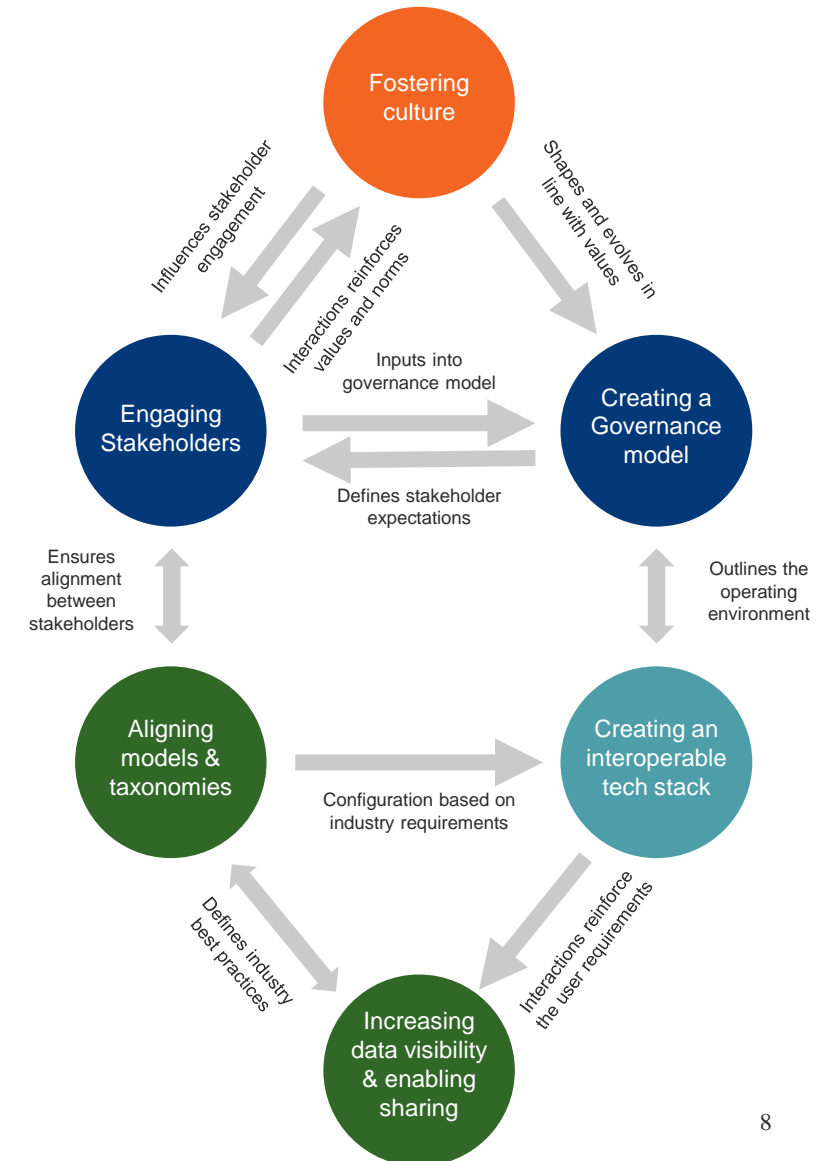 Fostering
culture
Influences stakeholder
engagement
Interactions reinforces
values and norms
Shapes and evolves in
line with values
Engaging
Stakeholders
Inputs into
governance model
Defines stakeholder
expectations
Creating a
Governance
model
Ensures
alignment
between
stakeholders
Outlines the
operating
environment
Aligning
models &
taxonomies
Configuration based on
industry requirements
Creating an
interoperable
tech stack
Defines industry
best practices
Interactions reinforce
the user requirements
Increasing
data visibility
& enabling
sharing
8